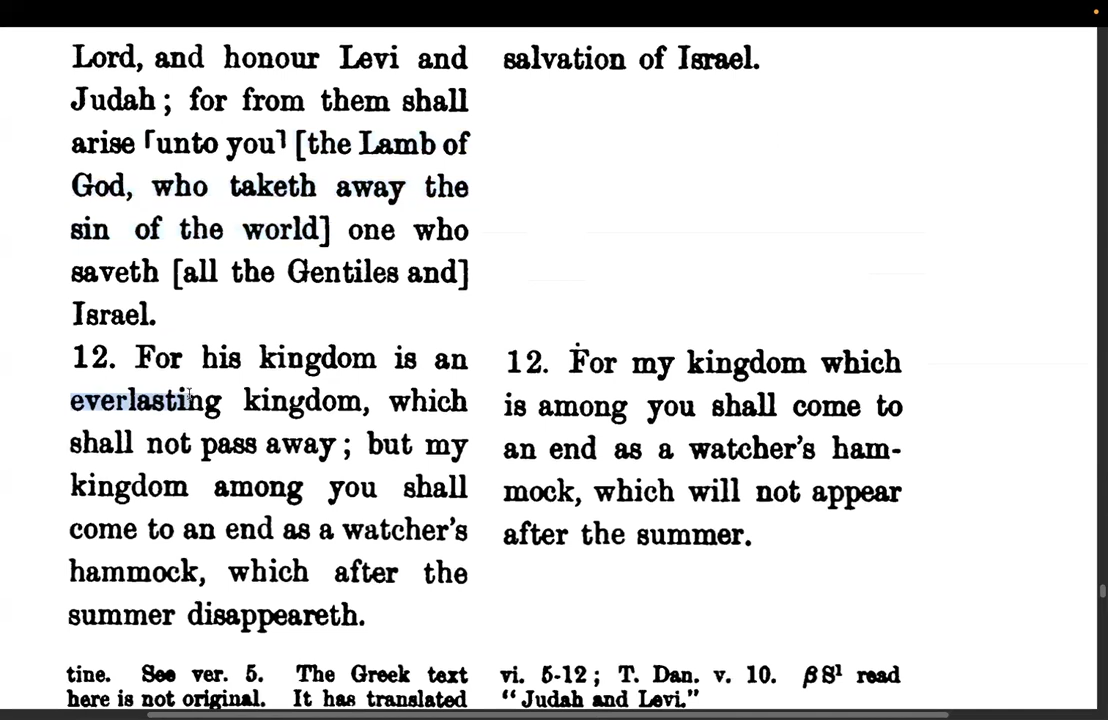 Lord, and honour Levi and
Judah ; for from them shall
arise ⸢unto you⸣ [the Lamb of
God, who taketh away the
sin of the world] one who
saveth [all the Gentiles and]
Israel.
12. For his kingdom is an
everlasting kingdom, which
shall not pass away ; but my
kingdom among you shall
come to an end as a watcher's
hammock, which after the
summer disappeareth.
salvation of Israel.
12. For my kingdom which
is among you shall come to
an end as a watcher's ham-
mock, which will not appear
after the summer.
tine. See ver. 5. The Greek text
here is not original. It has translated
vi. 5-12 ; T. Dan. v. 10. β S¹ read
“Judah and Levi.”